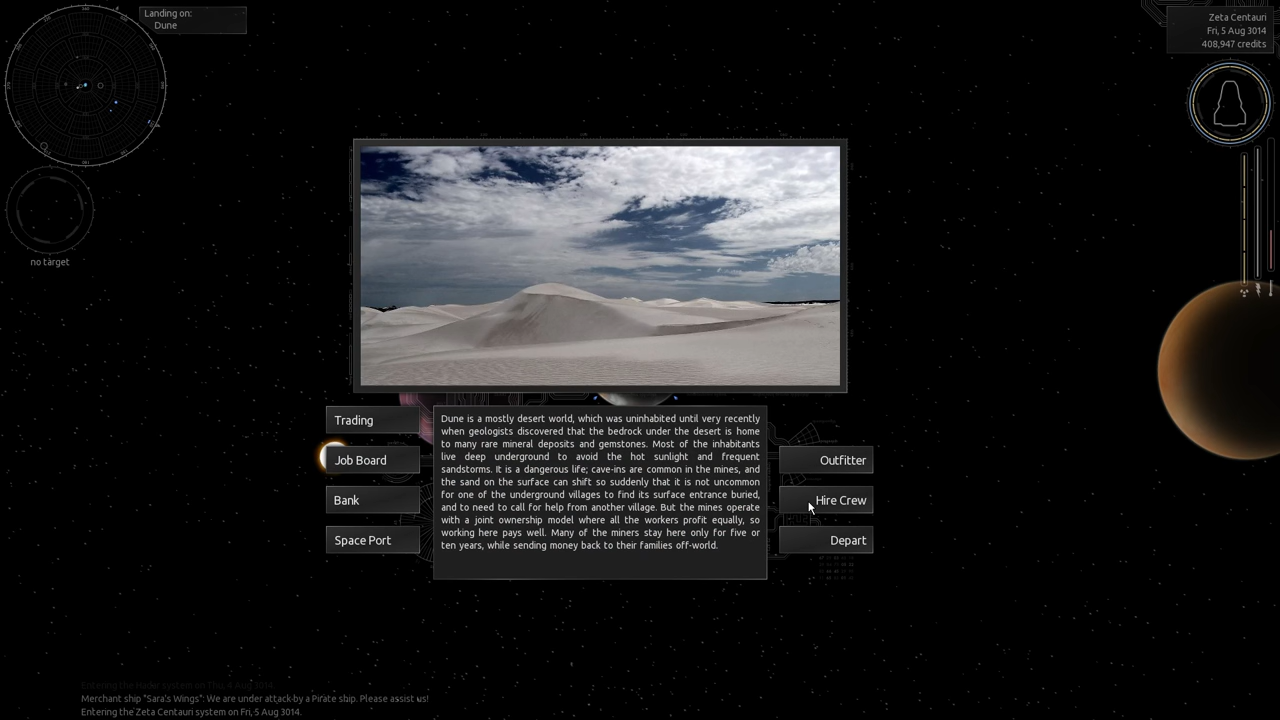 Landing on:
Dune
Zeta Centauri
Fri, 5 Aug 3014
408,947 credits
no target
Trading
Job Board
Bank
Space Port
Dune is a mostly desert world, which was uninhabited until very recently
when geologists discovered that the bedrock under the desert is home
to many rare mineral deposits and gemstones. Most of the inhabitants
live deep underground to avoid the hot sunlight and frequent
sandstorms. It is a dangerous life; cave-ins are common in the mines, and
the sand on the surface can shift so suddenly that it is not uncommon
for one of the underground villages to find its surface entrance buried,
and to need to call for help from another village. But the mines operate
with a joint ownership model where all the workers profit equally, so
working here pays well. Many of the miners stay here only for five or
ten years, while sending money back to their families off-world.
Outfitter
Hire Crew
Depart
Entering the Hadar system on Thu, 4 Aug 3014.
Merchant ship "Sara's Wings": We are under attack by a Pirate ship. Please assist us!
Entering the Zeta Centauri system on Fri, 5 Aug 3014.